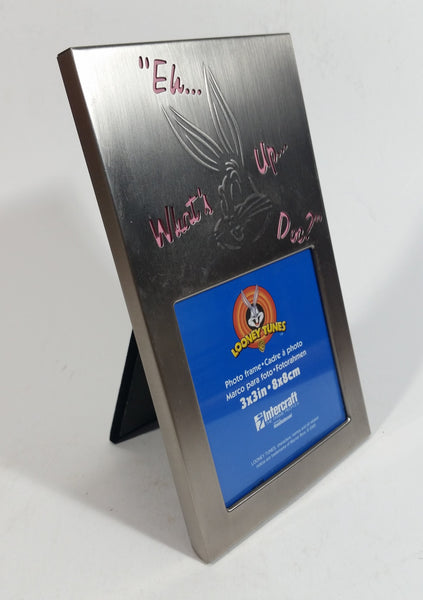 "Eh...
What's
Up...
Doc?"
LOONEY TUNES
Photo frame • Cadre à photo
Marco para foto • Fotorahmen
3x3in • 8x8cm
Intercraft